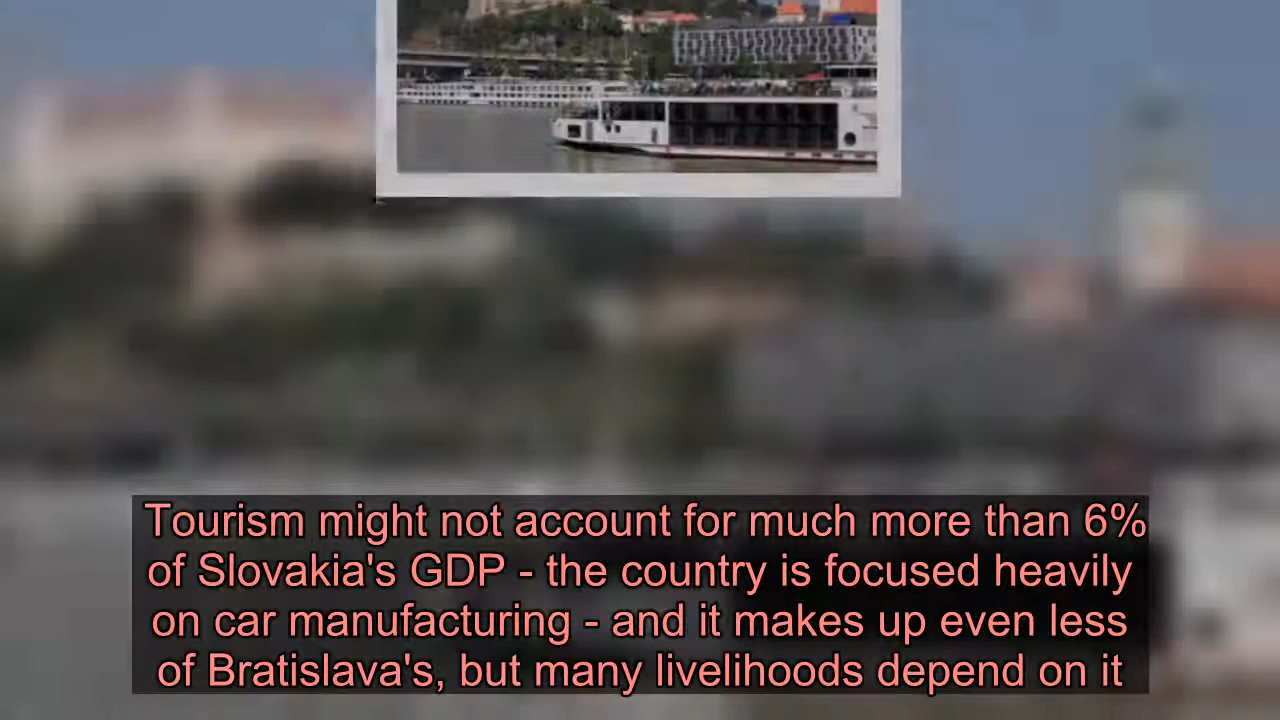 Tourism might not account for much more than 6%
of Slovakia's GDP - the country is focused heavily
on car manufacturing - and it makes up even less
of Bratislava's, but many livelihoods depend on it